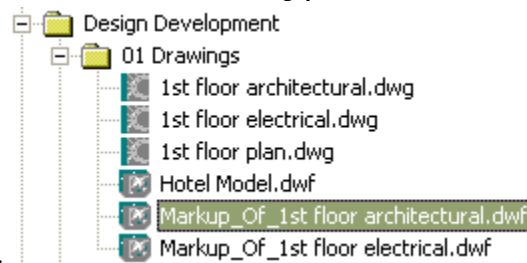 Design Development
01 Drawings
1st floor architectural.dwg
1st floor electrical.dwg
1st floor plan.dwg
Hotel Model.dwf
Markup_Of_1st floor architectural.dwf
Markup_Of_1st floor electrical.dwf